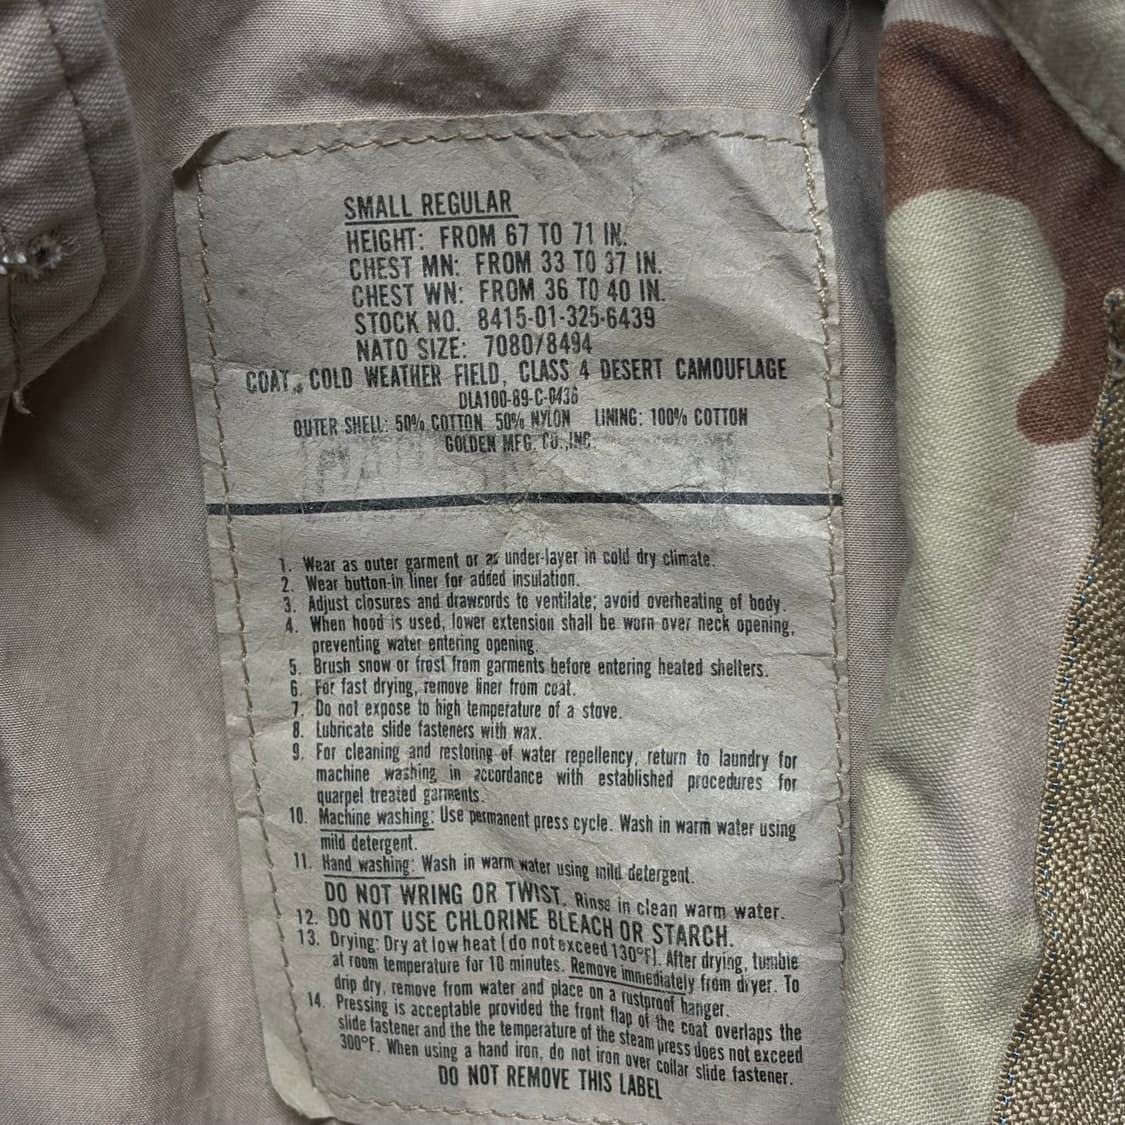 SMALL REGULAR
HEIGHT: FROM 67 TO 71 IN.
CHEST MN: FROM 33 TO 37 IN.
CHEST WN: FROM 36 TO 40 IN.
STOCK NO. 8415-01-325-6439
NATO SIZE: 7080/8494
COAT, COLD WEATHER FIELD, CLASS 4 DESERT CAMOUFLAGE
DLA100-89-C-0436
OUTER SHELL: 50% COTTON 50% NYLON LINING: 100% COTTON
GOLDEN MFG. CO.,INC.
1. Wear as outer garment or as under-layer in cold dry climate.
2. Wear button-in liner for added insulation.
3. Adjust closures and drawcords to ventilate; avoid overheating of body.
4. When hood is used, lower extension shall be worn over neck opening,
preventing water entering opening.
5. Brush snow or frost from garments before entering heated shelters.
6. For fast drying, remove liner from coat.
7. Do not expose to high temperature of a stove.
8. Lubricate slide fasteners with wax.
9. For cleaning and restoring of water repellency, return to laundry for
machine washing in accordance with established procedures for
quarpel treated garments.
10. Machine washing: Use permanent press cycle. Wash in warm water using
mild detergent.
11. Hand washing: Wash in warm water using mild detergent.
DO NOT WRING OR TWIST. Rinse in clean warm water.
12. DO NOT USE CHLORINE BLEACH OR STARCH.
13. Drying: Dry at low heat (do not exceed 130°F). After drying, tumble
at room temperature for 10 minutes. Remove immediately from dryer. To
drip dry, remove from water and place on a rustproof hanger.
14. Pressing is acceptable provided the front flap of the coat overlaps the
slide fastener and the the temperature of the steam press does not exceed
300°F. When using a hand iron, do not iron over collar slide fastener.
DO NOT REMOVE THIS LABEL